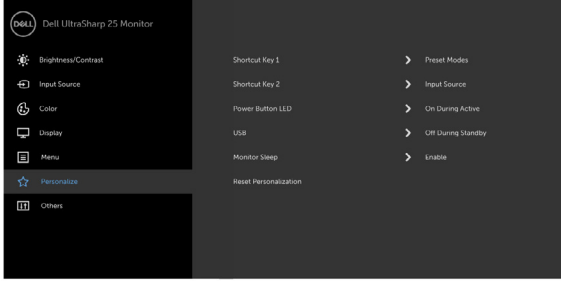 DELL Dell UltraSharp 25 Monitor
Brightness/Contrast
Input Source
Color
Display
Menu
Personalize
Others
Shortcut Key 1 Preset Modes
Shortcut Key 2 Input Source
Power Button LED On During Active
USB Off During Standby
Monitor Sleep Enable
Reset Personalization